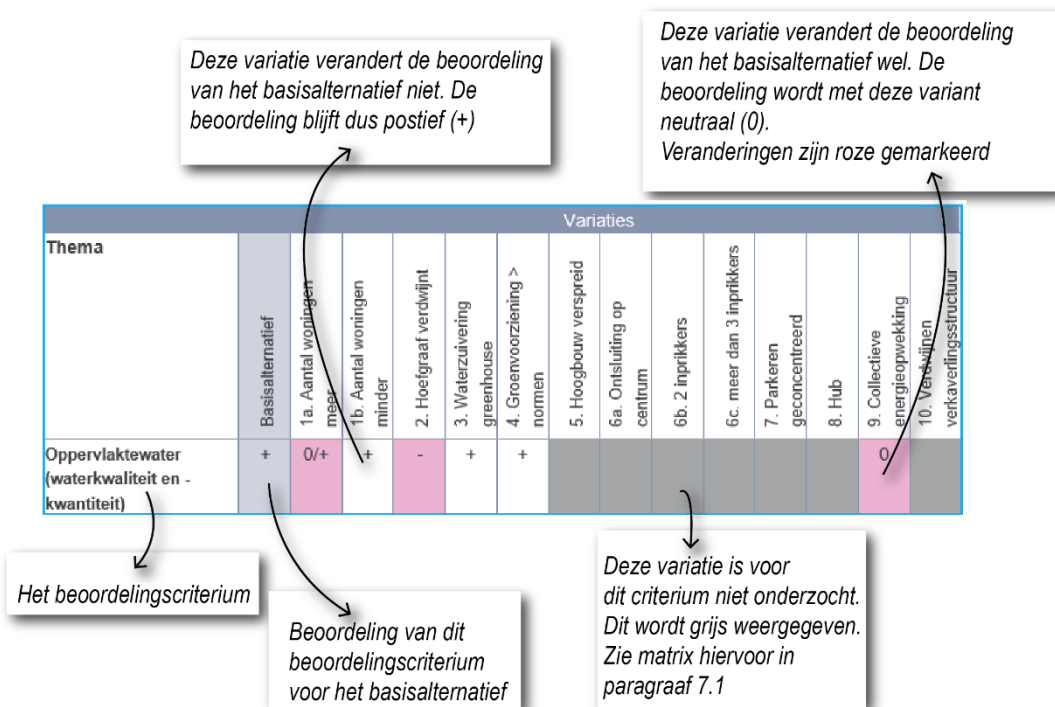 Deze variatie verandert de beoordeling
van het basisalternatief niet. De
beoordeling blijft dus postief (+)
Deze variatie verandert de beoordeling
van het basisalternatief wel. De
beoordeling wordt met deze variant
neutraal (0).
Veranderingen zijn roze gemarkeerd
Variaties
Thema
Basisalternatief
1a. Aantal woningen
meer
1b. Aantal woningen
minder
2. Hoefgraaf verdwijnt
3. Waterzuivering
greenhouse
4. Groenvoorziening >
normen
5. Hoogbouw verspreid
6a. Ontsluiting op
centrum
6b. 2 inprikkers
6c. meer dan 3 inprikkers
7. Parkeren
geconcentreerd
8. Hub
9. Collectieve
energieopwekking
10. Verdwijnen
verkavelingsstructuur
Oppervlaktewater
(waterkwaliteit en -
kwantiteit)
+ 0/+ + - + + 0
Het beoordelingscriterium
Beoordeling van dit
beoordelingscriterium
voor het basisalternatief
Deze variatie is voor
dit criterium niet onderzocht.
Dit wordt grijs weergegeven.
Zie matrix hiervoor in
paragraaf 7.1